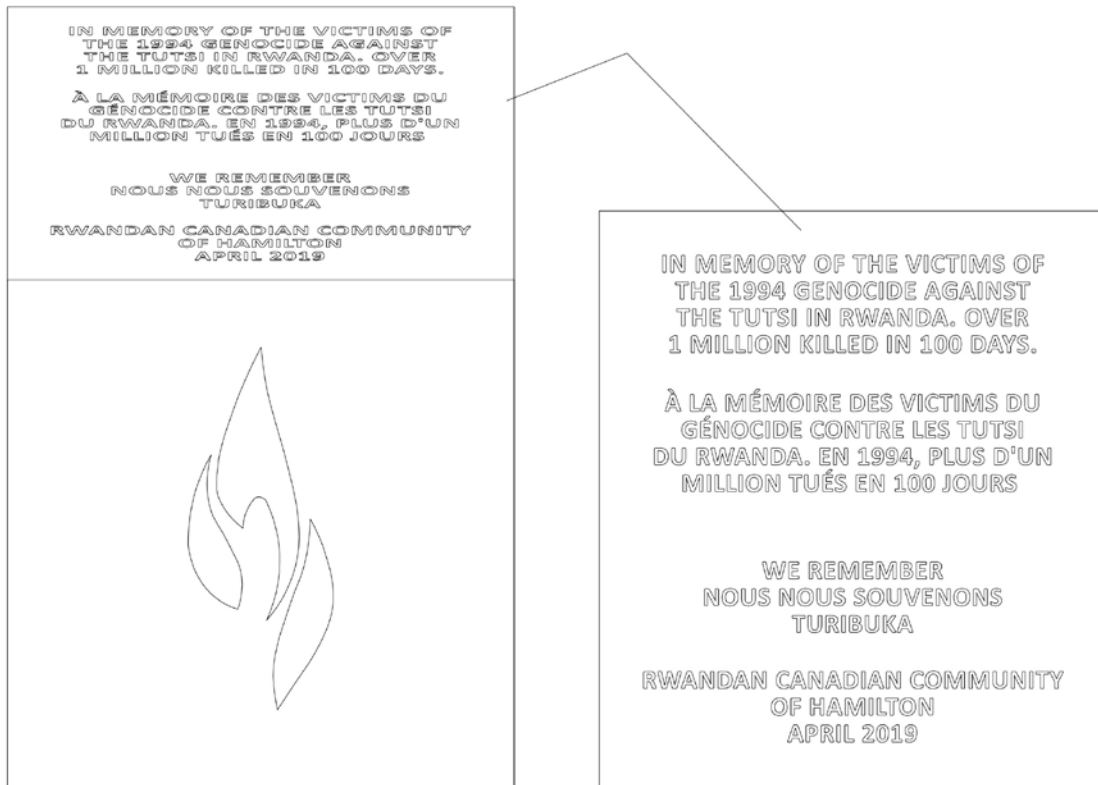 IN MEMORY OF THE VICTIMS OF
THE 1994 GENOCIDE AGAINST
THE TUTSI IN RWANDA. OVER
1 MILLION KILLED IN 100 DAYS.
À LA MÉMOIRE DES VICTIMS DU
GÉNOCIDE CONTRE LES TUTSI
DU RWANDA. EN 1994, PLUS D'UN
MILLION TUÉS EN 100 JOURS
WE REMEMBER
NOUS NOUS SOUVENONS
TURIBUKA
RWANDAN CANADIAN COMMUNITY
OF HAMILTON
APRIL 2019
IN MEMORY OF THE VICTIMS OF
THE 1994 GENOCIDE AGAINST
THE TUTSI IN RWANDA. OVER
1 MILLION KILLED IN 100 DAYS.
À LA MÉMOIRE DES VICTIMS DU
GÉNOCIDE CONTRE LES TUTSI
DU RWANDA. EN 1994, PLUS D'UN
MILLION TUÉS EN 100 JOURS
WE REMEMBER
NOUS NOUS SOUVENONS
TURIBUKA
RWANDAN CANADIAN COMMUNITY
OF HAMILTON
APRIL 2019